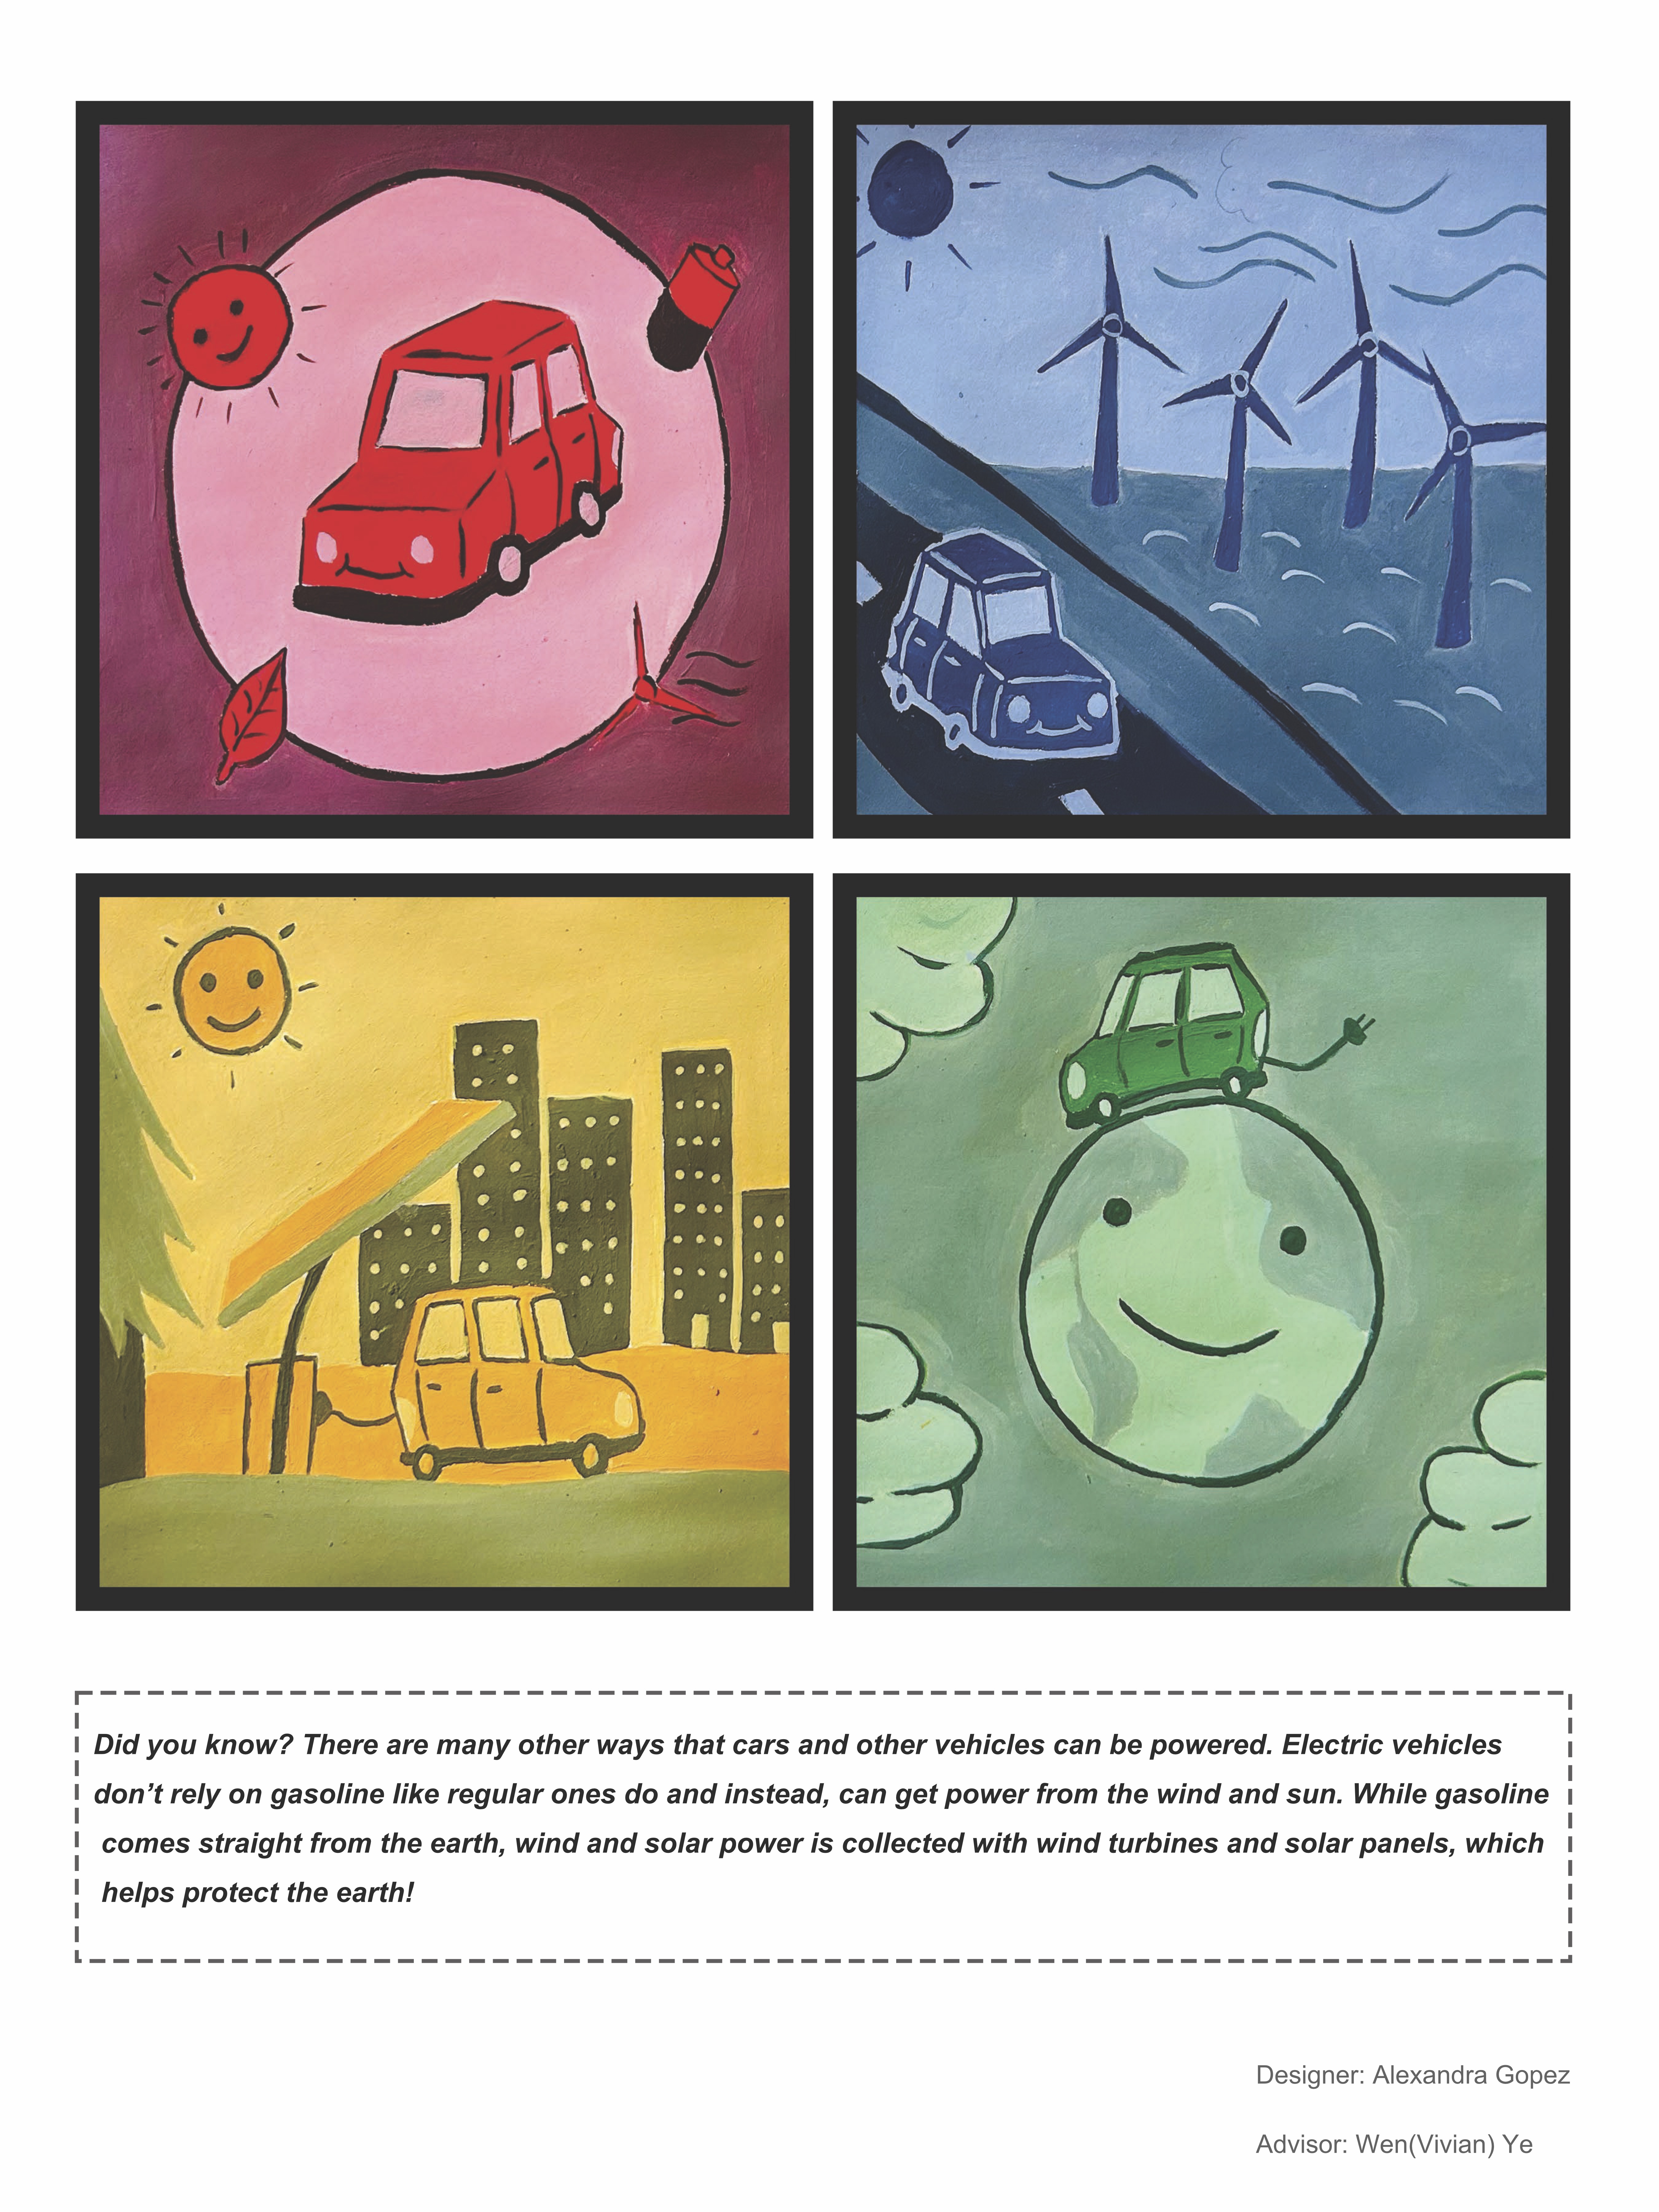 Did you know? There are many other ways that cars and other vehicles can be powered. Electric vehicles
don’t rely on gasoline like regular ones do and instead, can get power from the wind and sun. While gasoline
comes straight from the earth, wind and solar power is collected with wind turbines and solar panels, which
helps protect the earth!
Designer: Alexandra Gopez
Advisor: Wen(Vivian) Ye